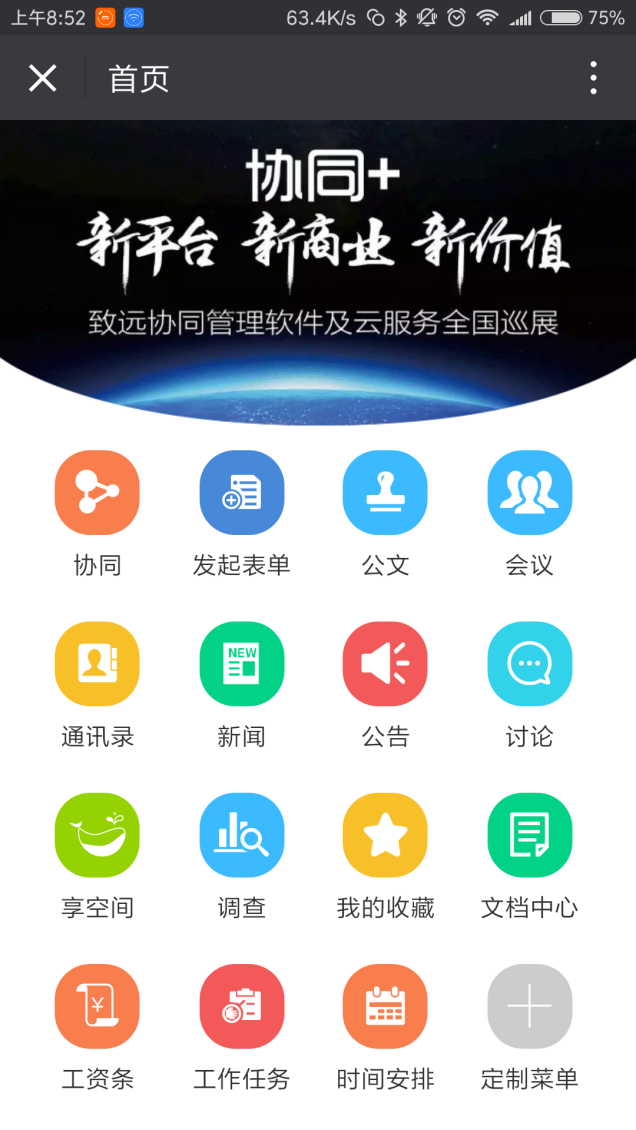 上午8:52
63.4K/s
75%
首页
协同+
新平台 新商业 新价值
致远协同管理软件及云服务全国巡展
协同
发起表单
公文
会议
NEW
通讯录
新闻
公告
讨论
享空间
调查
我的收藏
文档中心
¥
工资条
工作任务
时间安排
定制菜单